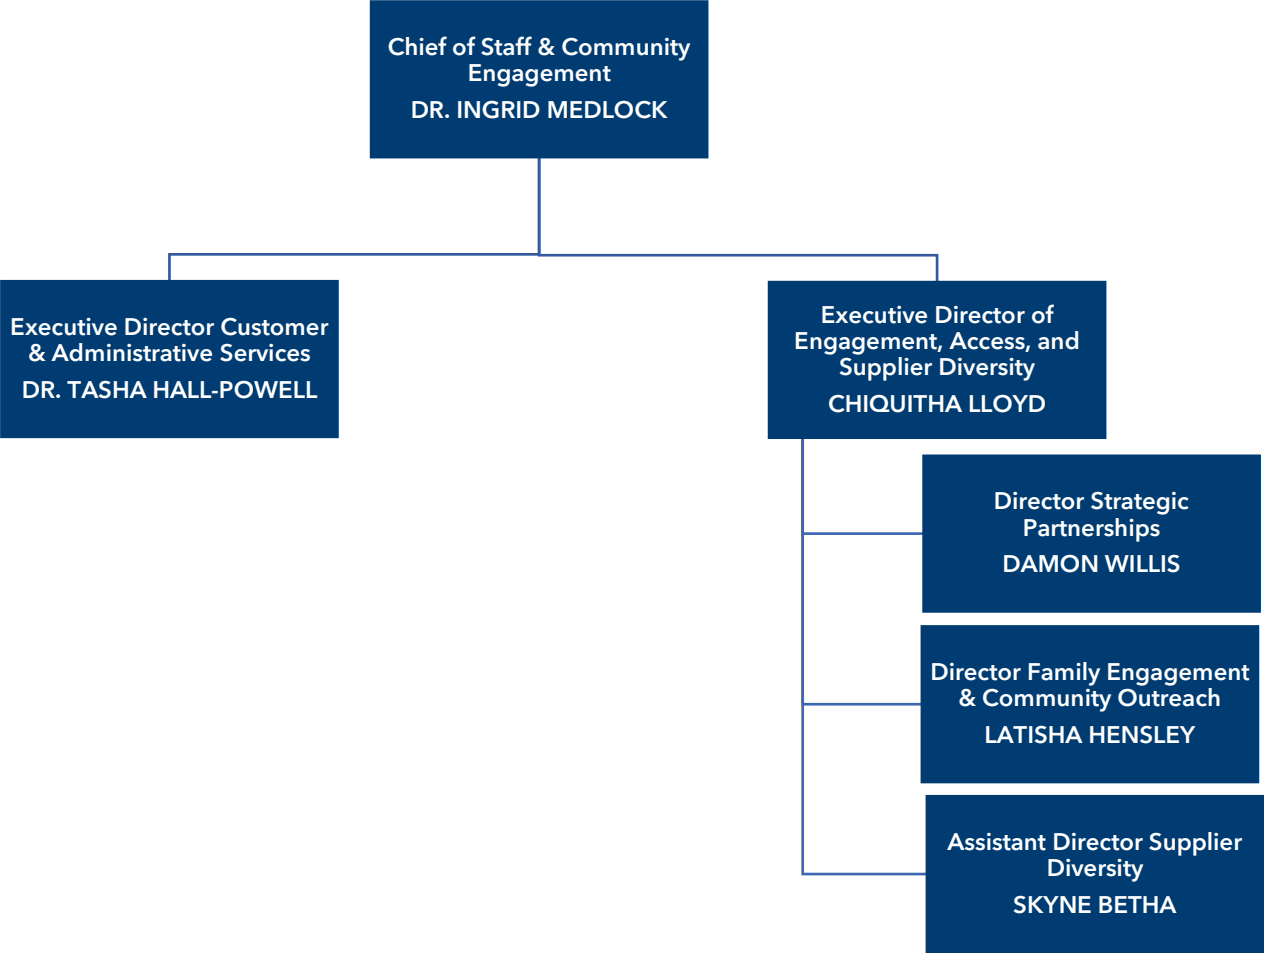 Chief of Staff & Community
Engagement
DR. INGRID MEDLOCK
Executive Director Customer
& Administrative Services
DR. TASHA HALL-POWELL
Executive Director of
Engagement, Access, and
Supplier Diversity
CHIQUITHA LLOYD
Director Strategic
Partnerships
DAMON WILLIS
Director Family Engagement
& Community Outreach
LATISHA HENSLEY
Assistant Director Supplier
Diversity
SKYNE BETHA